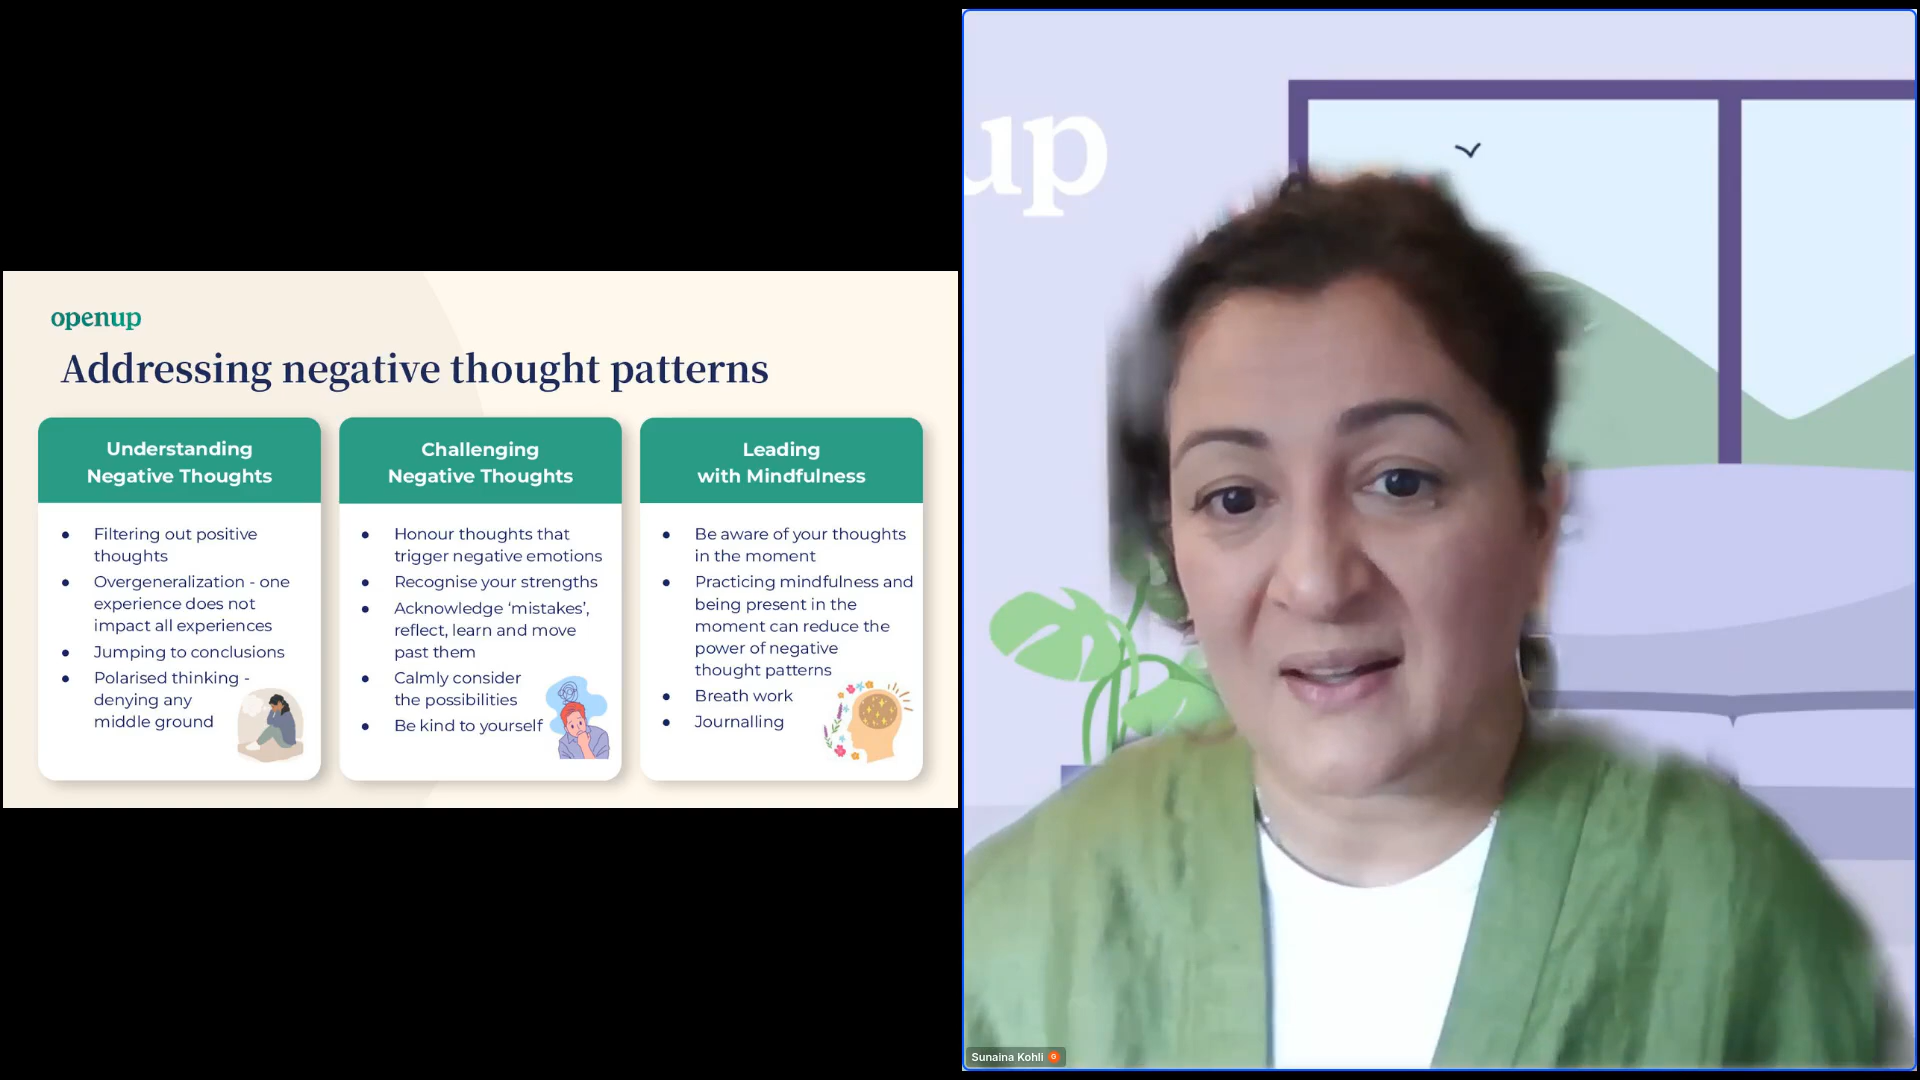 openup
Addressing negative thought patterns
Understanding
Negative Thoughts
● Filtering out positive
thoughts
● Overgeneralization - one
experience does not
impact all experiences
● Jumping to conclusions
● Polarised thinking -
denying any
middle ground
Challenging
Negative Thoughts
● Honour thoughts that
trigger negative emotions
● Recognise your strengths
● Acknowledge ‘mistakes’,
reflect, learn and move
past them
● Calmly consider
the possibilities
● Be kind to yourself
Leading
with Mindfulness
● Be aware of your thoughts
in the moment
● Practicing mindfulness and
being present in the
moment can reduce the
power of negative
thought patterns
● Breath work
● Journalling
up
Sunaina Kohli